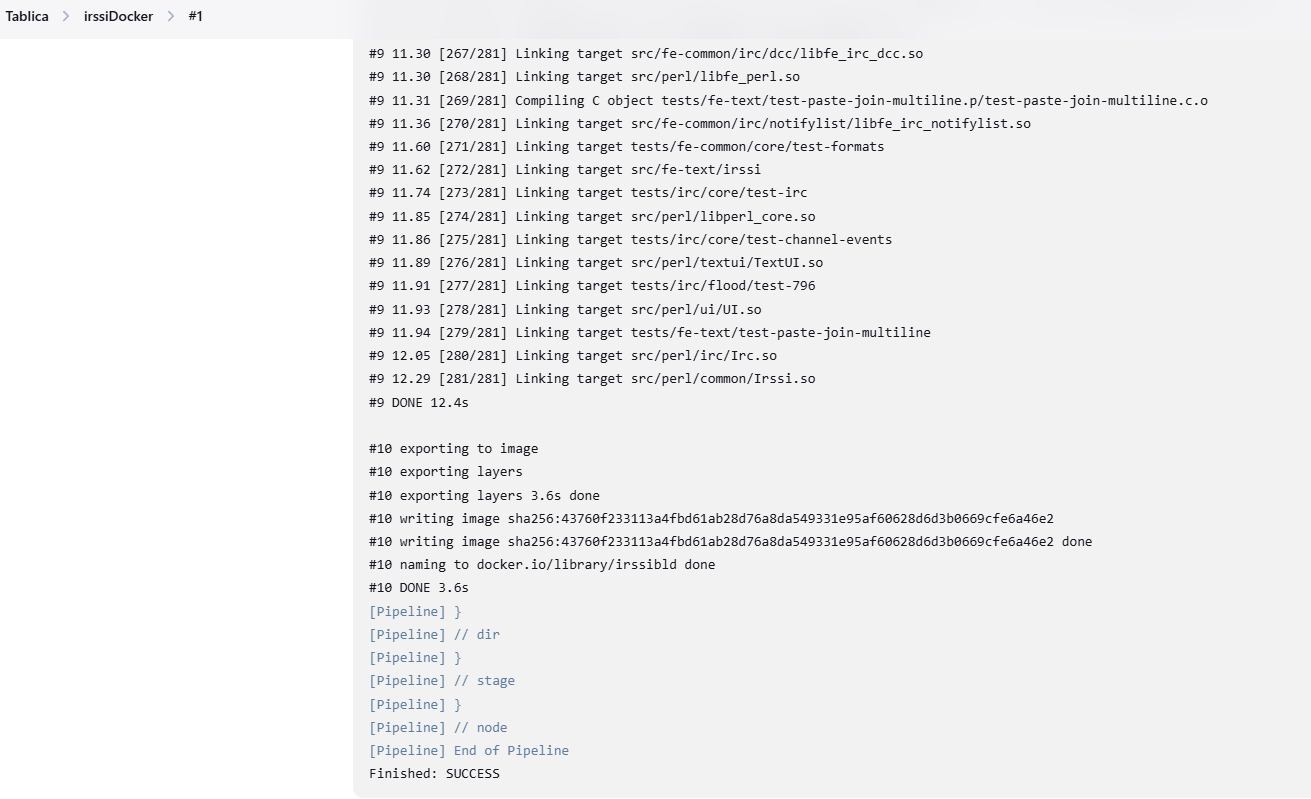 Tablica > irssiDocker > #1
#9 11.30 [267/281] Linking target src/fe-common/irc/dcc/libfe_irc_dcc.so
#9 11.30 [268/281] Linking target src/perl/libfe_perl.so
#9 11.31 [269/281] Compiling C object tests/fe-text/test-paste-join-multiline.p/test-paste-join-multiline.c.o
#9 11.36 [270/281] Linking target src/fe-common/irc/notifylist/libfe_irc_notifylist.so
#9 11.60 [271/281] Linking target tests/fe-common/core/test-formats
#9 11.62 [272/281] Linking target src/fe-text/irssi
#9 11.74 [273/281] Linking target tests/irc/core/test-irc
#9 11.85 [274/281] Linking target src/perl/libperl_core.so
#9 11.86 [275/281] Linking target tests/irc/core/test-channel-events
#9 11.89 [276/281] Linking target src/perl/textui/TextUI.so
#9 11.91 [277/281] Linking target tests/irc/flood/test-796
#9 11.93 [278/281] Linking target src/perl/ui/UI.so
#9 11.94 [279/281] Linking target tests/fe-text/test-paste-join-multiline
#9 12.05 [280/281] Linking target src/perl/irc/Irc.so
#9 12.29 [281/281] Linking target src/perl/common/Irssi.so
#9 DONE 12.4s
#10 exporting to image
#10 exporting layers
#10 exporting layers 3.6s done
#10 writing image sha256:43760f233113a4fbd61ab28d76a8da549331e95af60628d6d3b0669cfe6a46e2
#10 writing image sha256:43760f233113a4fbd61ab28d76a8da549331e95af60628d6d3b0669cfe6a46e2 done
#10 naming to docker.io/library/irssibld done
#10 DONE 3.6s
[Pipeline] }
[Pipeline] // dir
[Pipeline] }
[Pipeline] // stage
[Pipeline] }
[Pipeline] // node
[Pipeline] End of Pipeline
Finished: SUCCESS